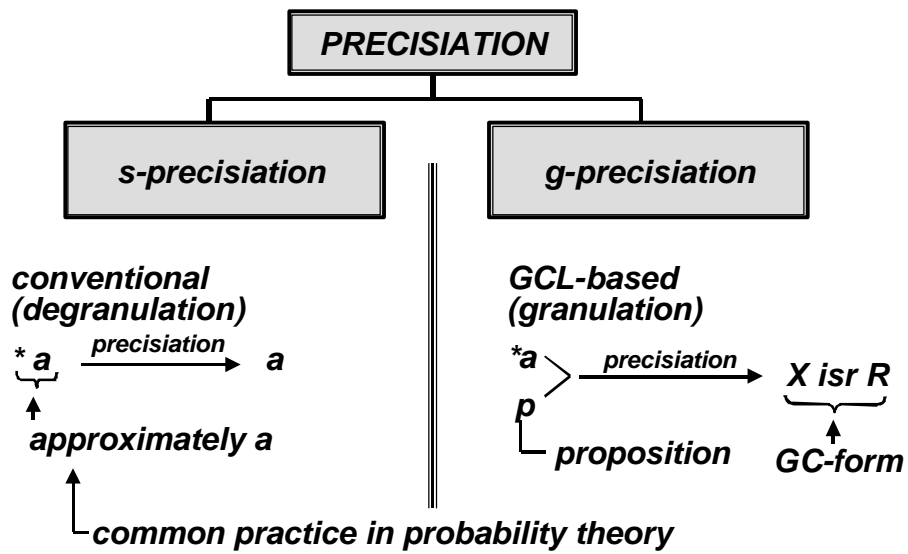 PRECISIATION
s-precisiation
g-precisiation
conventional
(degranulation)
* a precisiation a
approximately a
common practice in probability theory
GCL-based
(granulation)
*a precisiation X isr R
p
proposition
GC-form